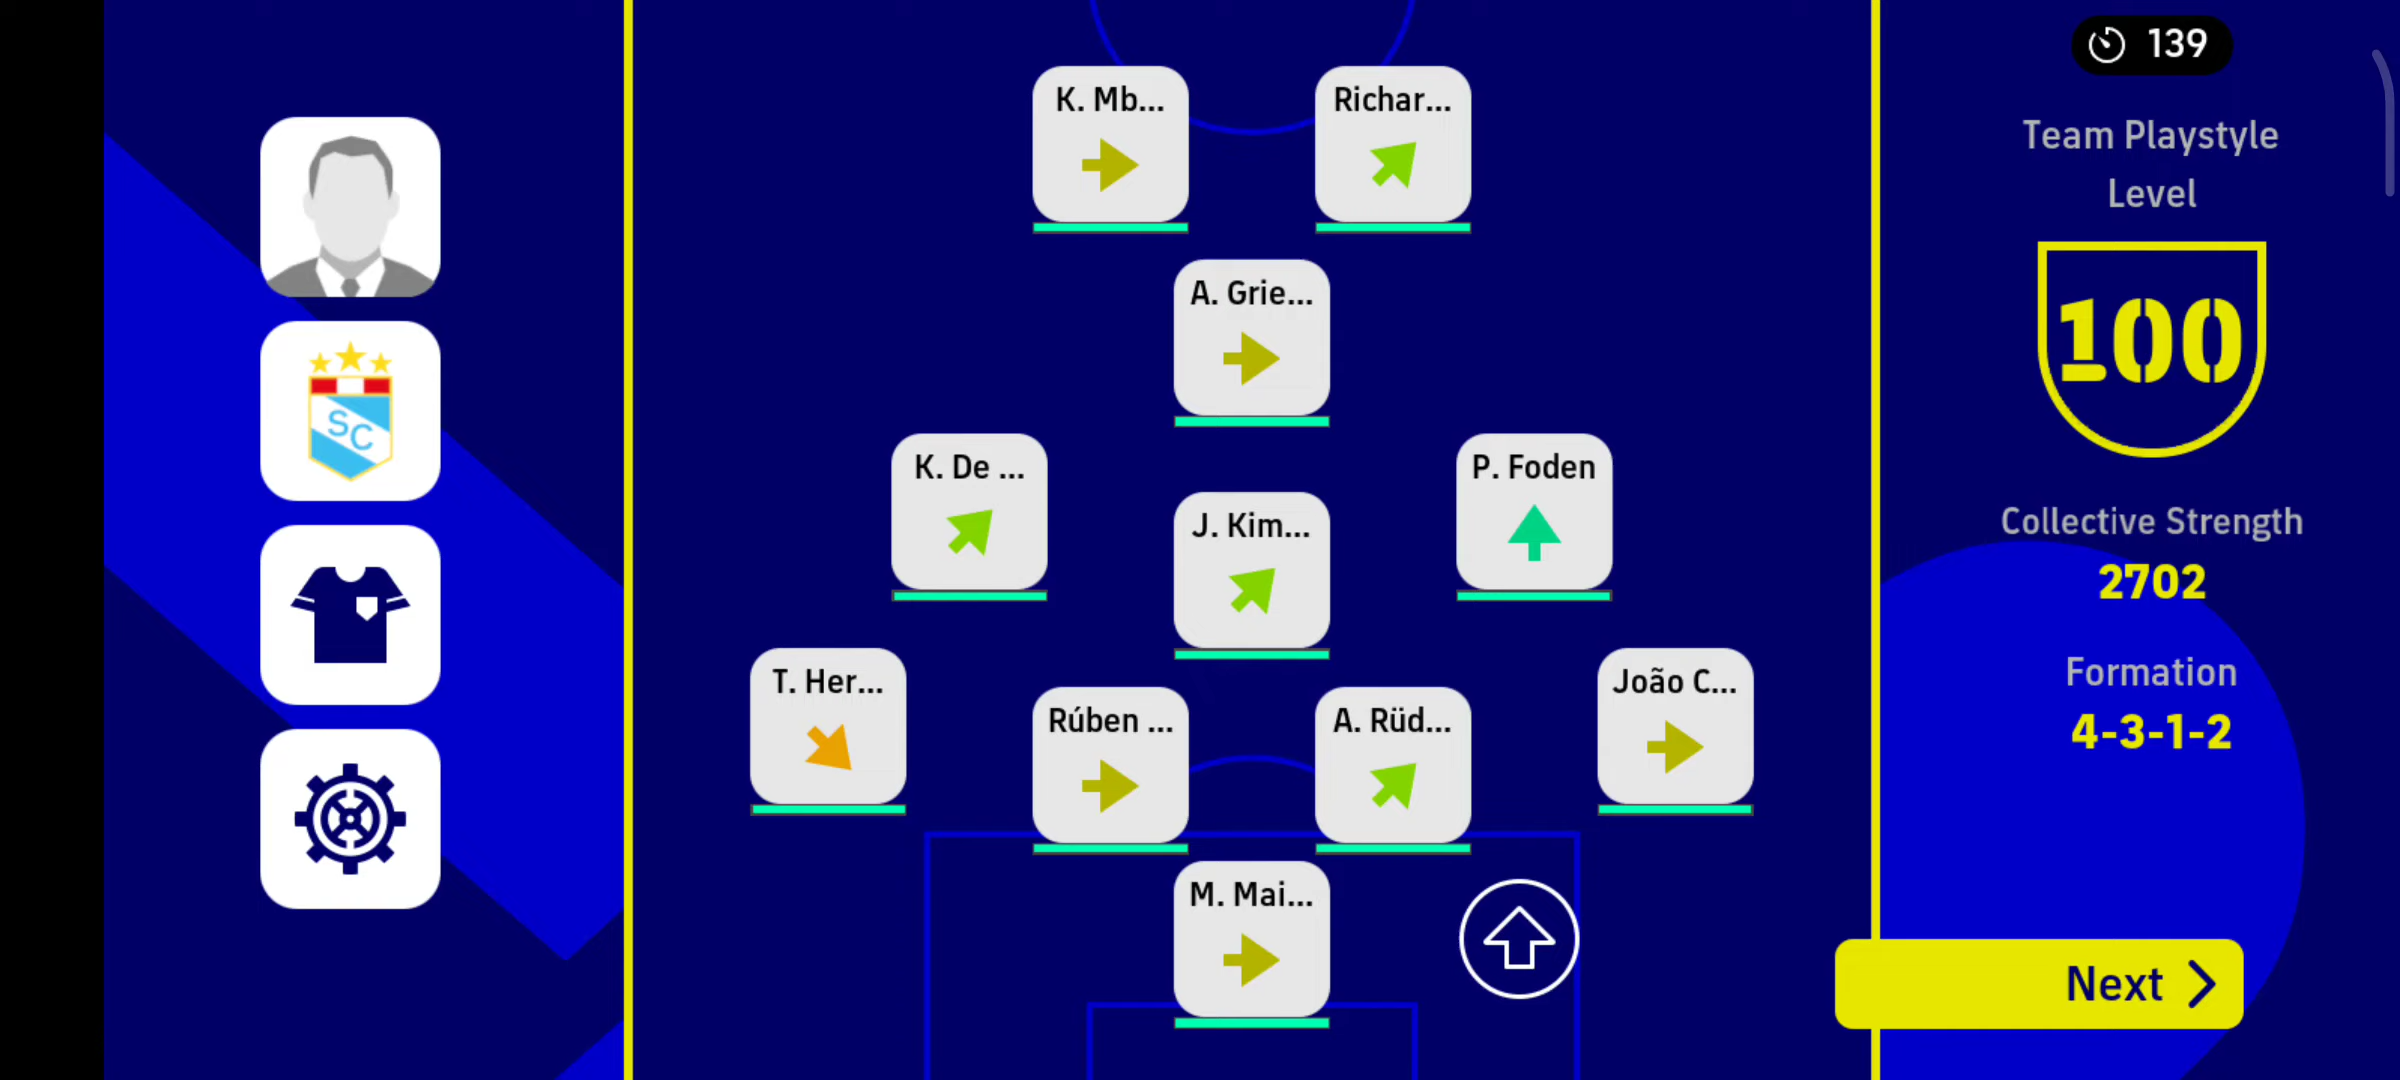 139
K. Mb...
Richar...
Team Playstyle
Level
A. Grie...
100
SC
K. De ...
P. Foden
J. Kim...
Collective Strength
2702
T. Her...
João C...
Rúben ...
A. Rüd...
Formation
4-3-1-2
M. Mai...
Next